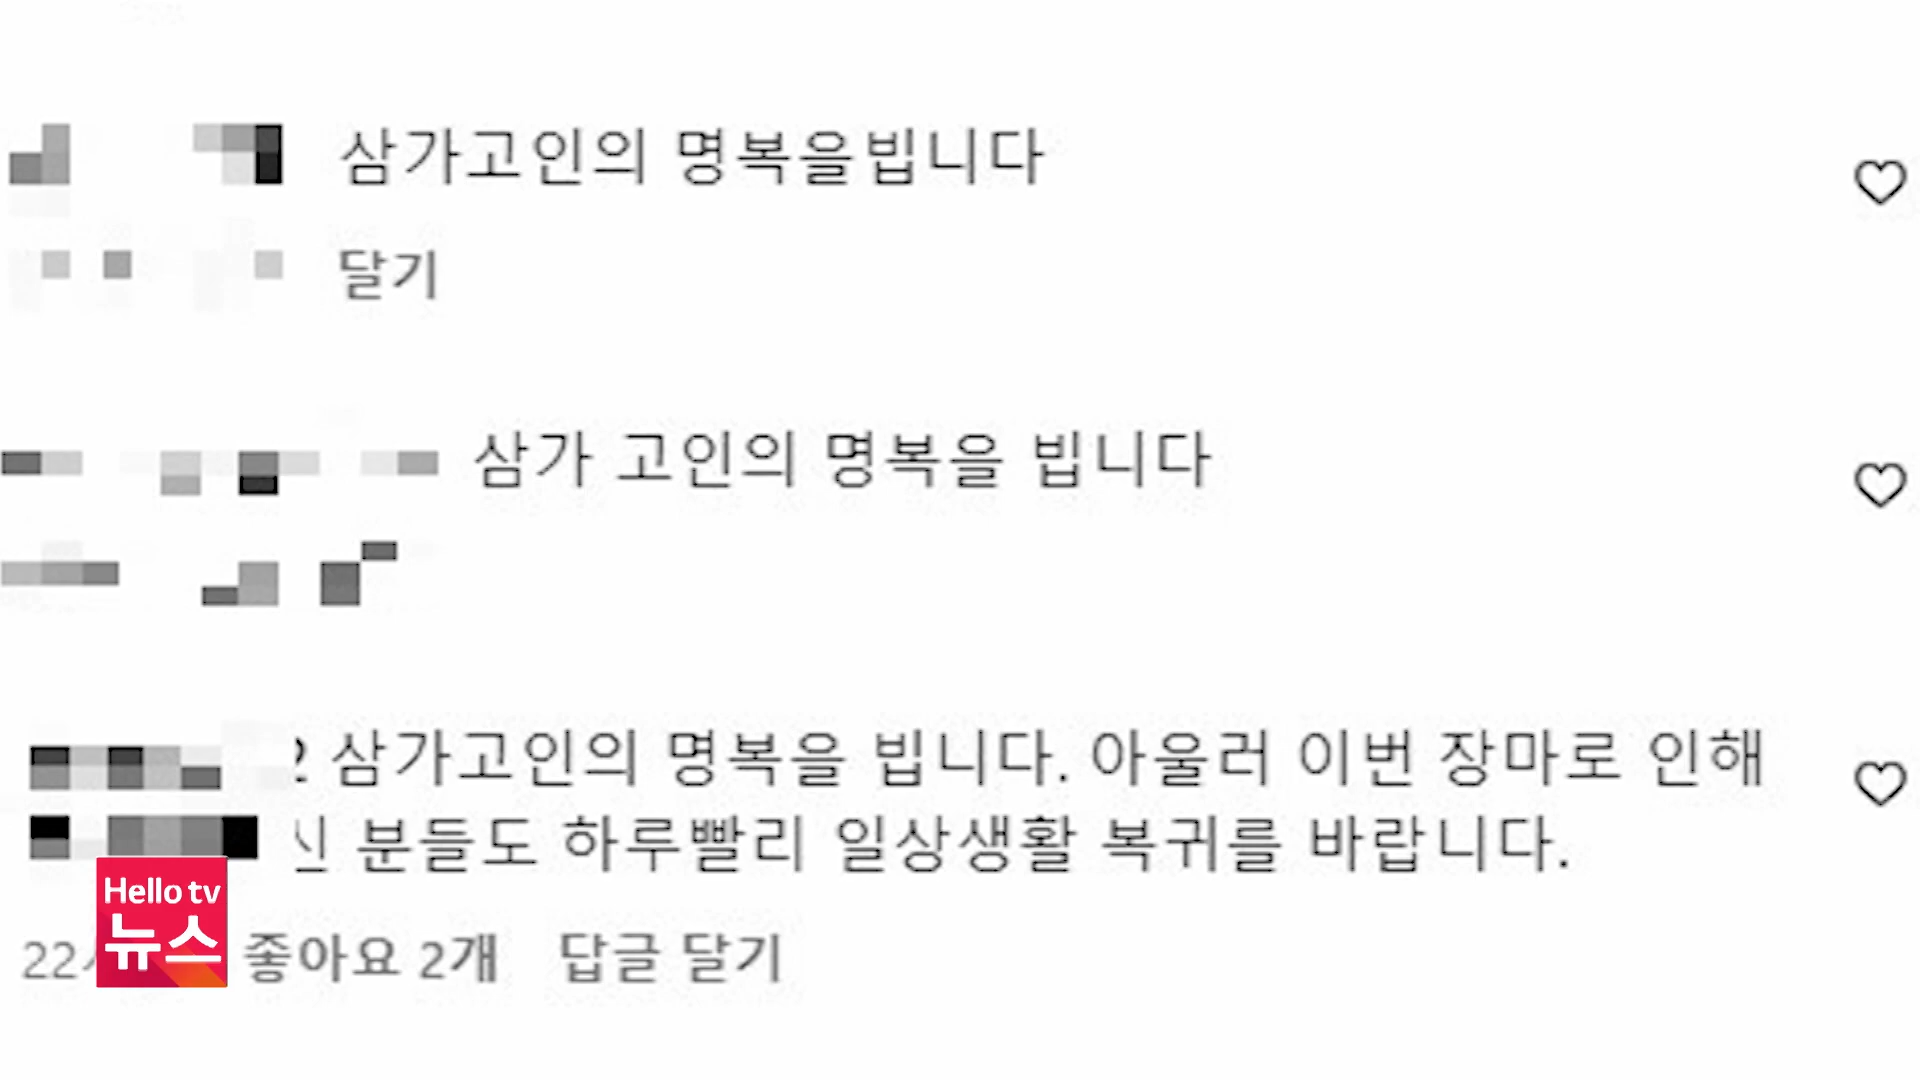 삼가고인의 명복을빕니다
달기
삼가 고인의 명복을 빕니다
삼가고인의 명복을 빕니다. 아울러 이번 장마로 인해
분들도 하루빨리 일상생활 복귀를 바랍니다.
22 좋아요 2개 답글 달기
Hello tv
뉴스